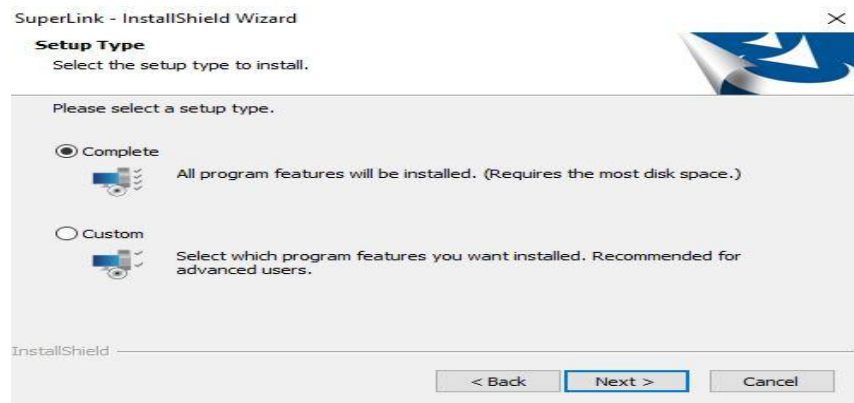 SuperLink - InstallShield Wizard
Setup Type
Select the setup type to install.
Please select a setup type.
Complete
All program features will be installed. (Requires the most disk space.)
Custom
Select which program features you want installed. Recommended for
advanced users.
InstallShield
< Back
Next >
Cancel